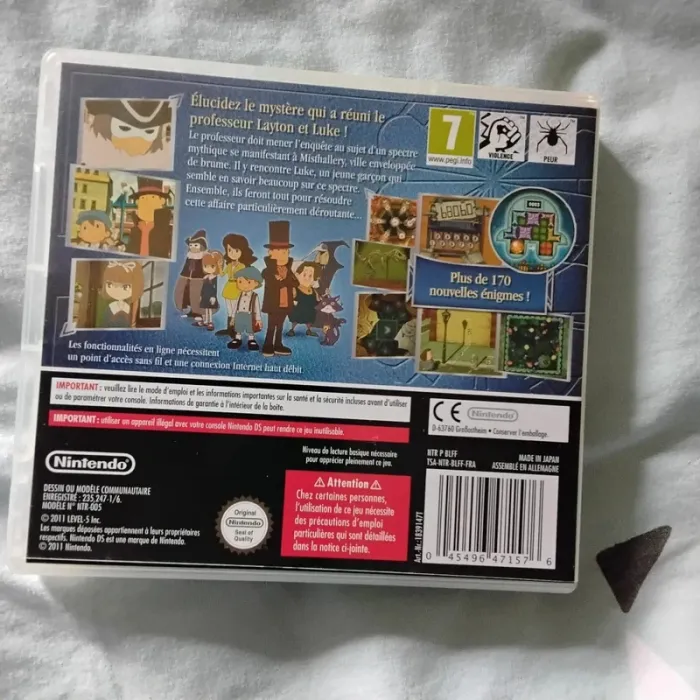 Élucidez le mystère qui a réuni le
professeur Layton et Luke !
Le professeur doit mener l'enquête au sujet d'un spectre
mythique se manifestant à Misthallery, ville enveloppée
de brume. Il y rencontre Luke, un jeune garçon qui
semble en savoir beaucoup sur ce spectre.
Ensemble, ils feront tout pour résoudre
cette affaire particulièrement déroutante...
7
www.pegi.info
VIOLENCE
PEUR
68060
Plus de 170
nouvelles énigmes !
Les fonctionnalités en ligne nécessitent
un point d'accès sans fil et une connexion Internet haut débit.
IMPORTANT : veuillez lire le mode d'emploi et les informations importantes sur la santé et la sécurité incluses avant d'utiliser
ou de paramétrer votre console. Informations de garantie à l'intérieur de la boîte.
IMPORTANT : utiliser un appareil illégal avec votre console Nintendo DS peut rendre ce jeu inutilisable.
CE
Nintendo
D-63760 Großostheim • Conserver l'emballage.
Nintendo
Niveau de lecture basique nécessaire
pour apprécier pleinement ce jeu.
NTR P BLFF
TSA-NTR-BLFF-FRA
MADE IN JAPAN
ASSEMBLÉ EN ALLEMAGNE
DESSIN OU MODÈLE COMMUNAUTAIRE
ENREGISTRÉ : 235,247-1/6.
MODÈLE N° NTR-005
© 2011 LEVEL-5 Inc.
Les marques déposées appartiennent à leurs propriétaires
respectifs. Nintendo DS est une marque de Nintendo.
© 2011 Nintendo.
Original
Nintendo
Seal of
Quality
Attention
Chez certaines personnes,
l'utilisation de ce jeu nécessite
des précautions d'emploi
particulières qui sont détaillées
dans la notice ci-jointe.
Art.-Nr.: 1839147T
0 45496 47157 6